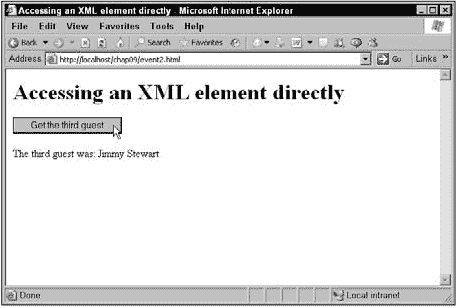 Accessing an XML element directly - Microsoft Internet Explorer
File Edit View Favorites Tools Help
Back Search Favorites
Address http://localhost/chap09/event2.html Go Links »
Accessing an XML element directly
Get the third guest
The third guest was: Jimmy Stewart
Done Local intranet